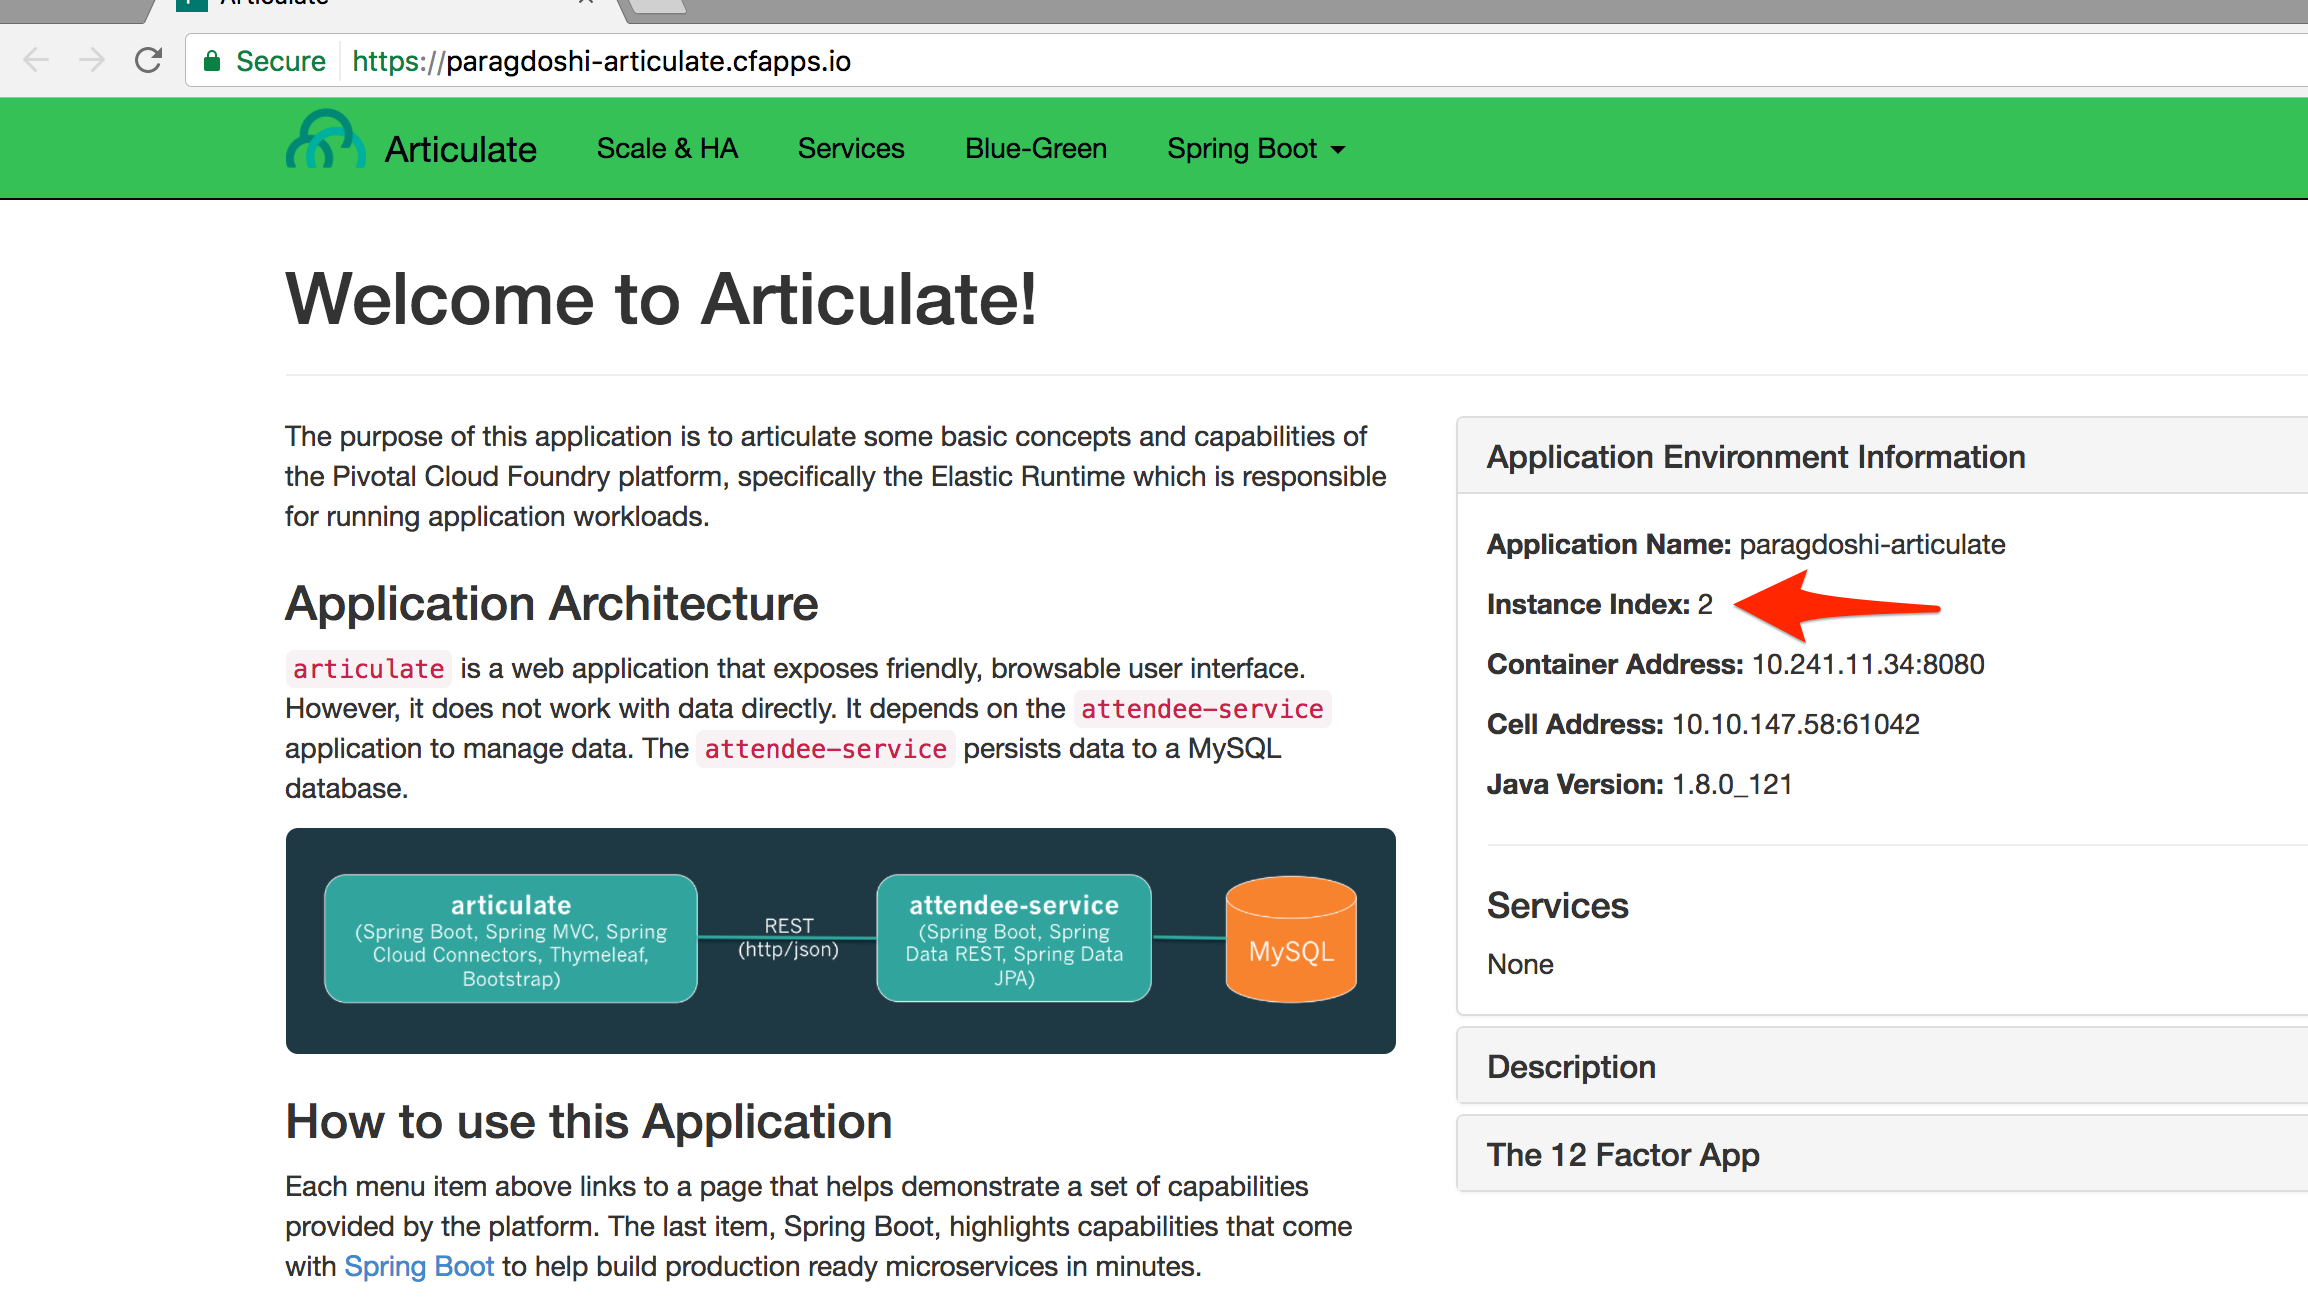 Articulate
Secure https://paragdoshi-articulate.cfapps.io
Articulate Scale & HA Services Blue-Green Spring Boot
Welcome to Articulate!
The purpose of this application is to articulate some basic concepts and capabilities of
the Pivotal Cloud Foundry platform, specifically the Elastic Runtime which is responsible
for running application workloads.
Application Architecture
articulate is a web application that exposes friendly, browsable user interface.
However, it does not work with data directly. It depends on the attendee-service
application to manage data. The attendee-service persists data to a MySQL
database.
articulate
(Spring Boot, Spring MVC, Spring
Cloud Connectors, Thymeleaf,
Bootstrap)
REST
(http/json)
attendee-service
(Spring Boot, Spring
Data REST, Spring Data
JPA)
MySQL
How to use this Application
Each menu item above links to a page that helps demonstrate a set of capabilities
provided by the platform. The last item, Spring Boot, highlights capabilities that come
with Spring Boot to help build production ready microservices in minutes.
Application Environment Information
Application Name: paragdoshi-articulate
Instance Index: 2
Container Address: 10.241.11.34:8080
Cell Address: 10.10.147.58:61042
Java Version: 1.8.0_121
Services
None
Description
The 12 Factor App